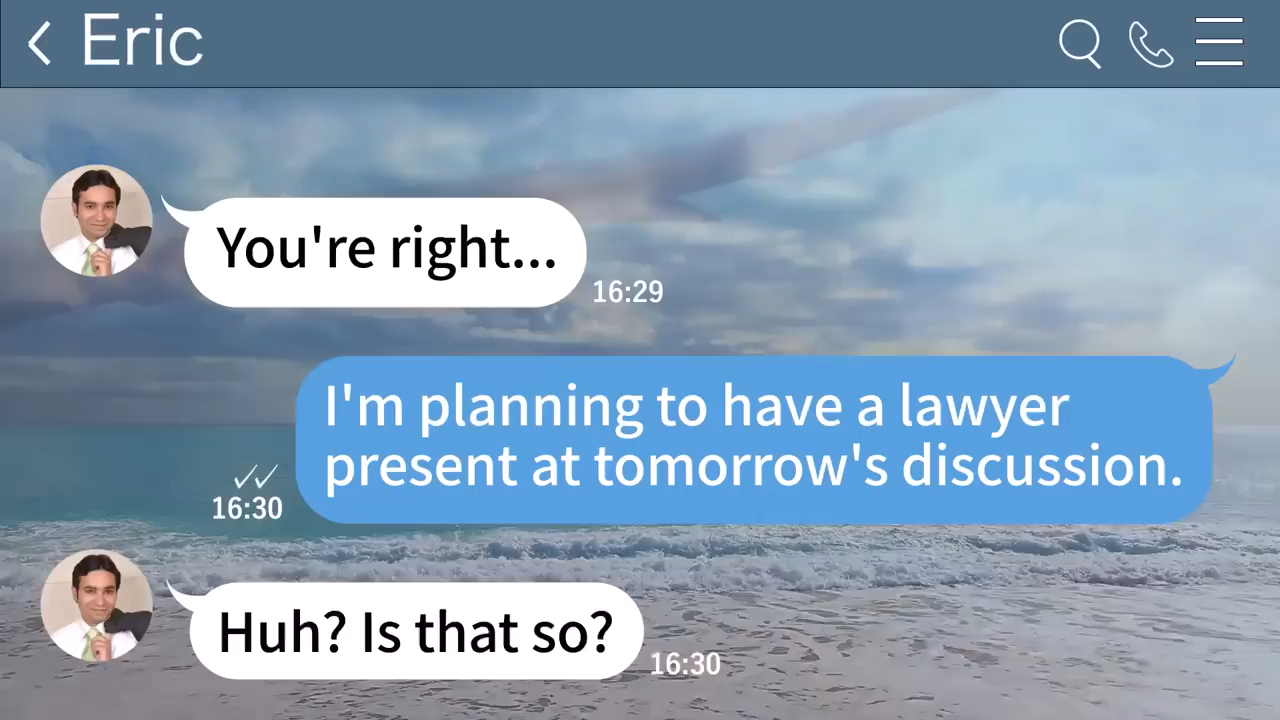 Eric
You're right...
16:29
I'm planning to have a lawyer
present at tomorrow's discussion.
16:30
Huh? Is that so?
16:30